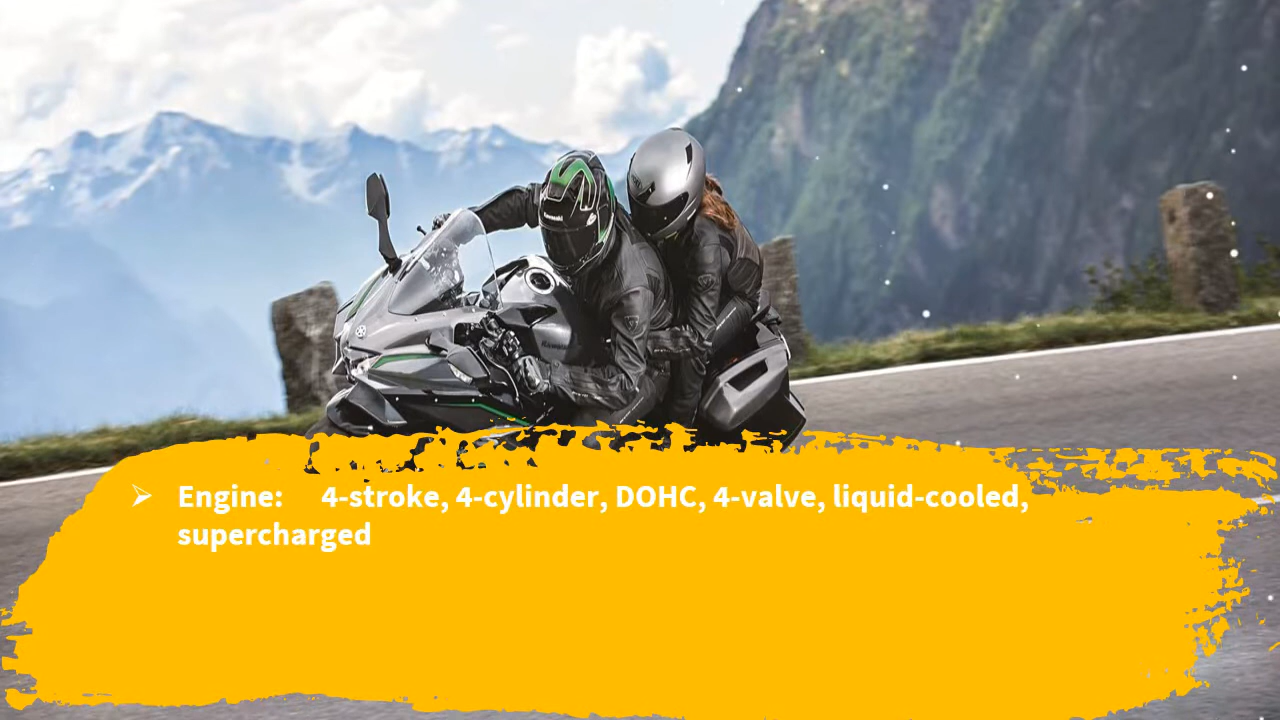 ➢ Engine: 4-stroke, 4-cylinder, DOHC, 4-valve, liquid-cooled,
supercharged